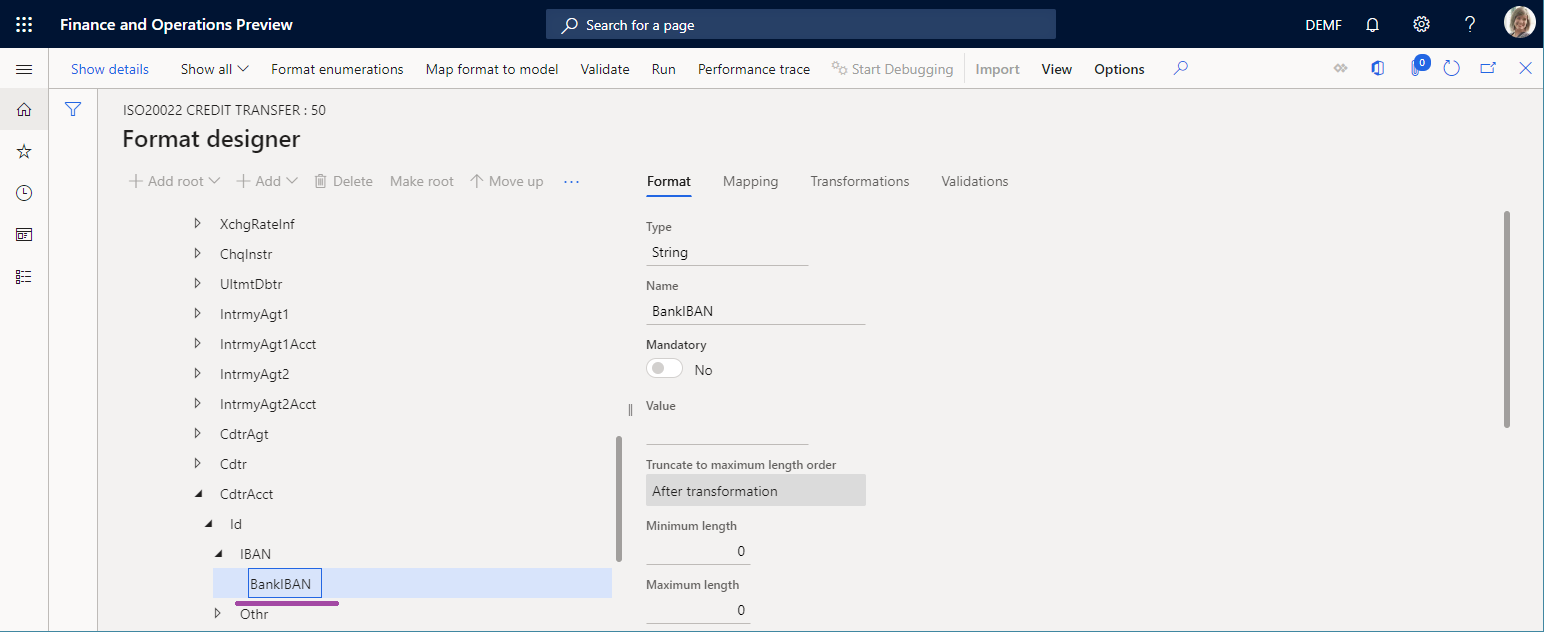 Finance and Operations Preview
Search for a page
DEMF
?
Show details
Show all
Format enumerations
Map format to model
Validate
Run
Performance trace
Start Debugging
Import
View
Options
0
ISO20022 CREDIT TRANSFER : 50
Format designer
+ Add root
+ Add
Delete
Make root
Move up
...
XchgRateInf
ChqInstr
UltmtDbtr
IntrmyAgt1
IntrmyAgt1Acct
IntrmyAgt2
IntrmyAgt2Acct
CdtrAgt
Cdtr
CdtrAcct
Id
IBAN
BankIBAN
Othr
Format
Mapping
Transformations
Validations
Type
String
Name
BankIBAN
Mandatory
No
Value
Truncate to maximum length order
After transformation
Minimum length
0
Maximum length
0